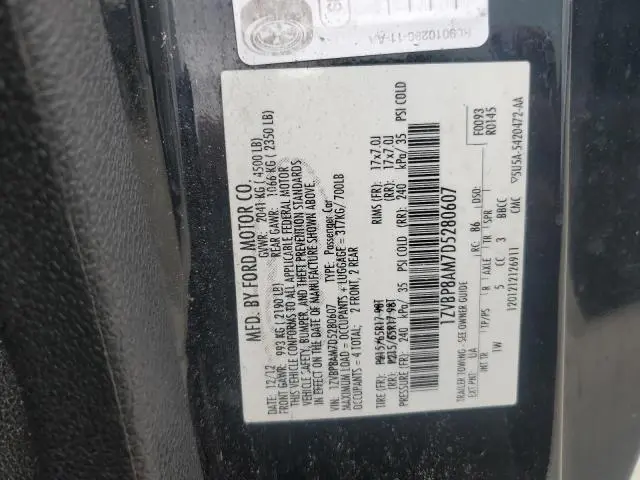 MFD. BY FORD MOTOR CO.
DATE: 12/12 GVWR: 2041 KG ( 4500 LB)
FRONT GAWR: 993 KG ( 2190 LB) REAR GAWR: 1066 KG ( 2350 LB)
THIS VEHICLE CONFORMS TO ALL APPLICABLE FEDERAL MOTOR
VEHICLE SAFETY, BUMPER, AND THEFT PREVENTION STANDARDS
IN EFFECT ON THE DATE OF MANUFACTURE SHOWN ABOVE.
VIN: 1ZVBP8AM7D5280607 TYPE: Passenger Car
MAXIMUM LOAD = OCCUPANTS + LUGGAGE = 317KG/ 700LB
OCCUPANTS = 4 TOTAL; 2 FRONT, 2 REAR
TIRE (FR): RIMS (FR): 17x7.0J
(RR): (RR): 17x7.0J
PRESSURE (FR): 240 kPa/ 35 PSI COLD (RR): 240 kPa/ 35 PSI COLD
1ZVBP8AM7D5280607
TRAILER TOWING - SEE OWNER GUIDE
F0093
R0145
EXT PNT: UA RC: 86 DSO:
INT TR TP/PS R AXLE TR SPR
1W 5 CC 3 BBCC
1201212126911 CMC 5U5A-5420472-AA